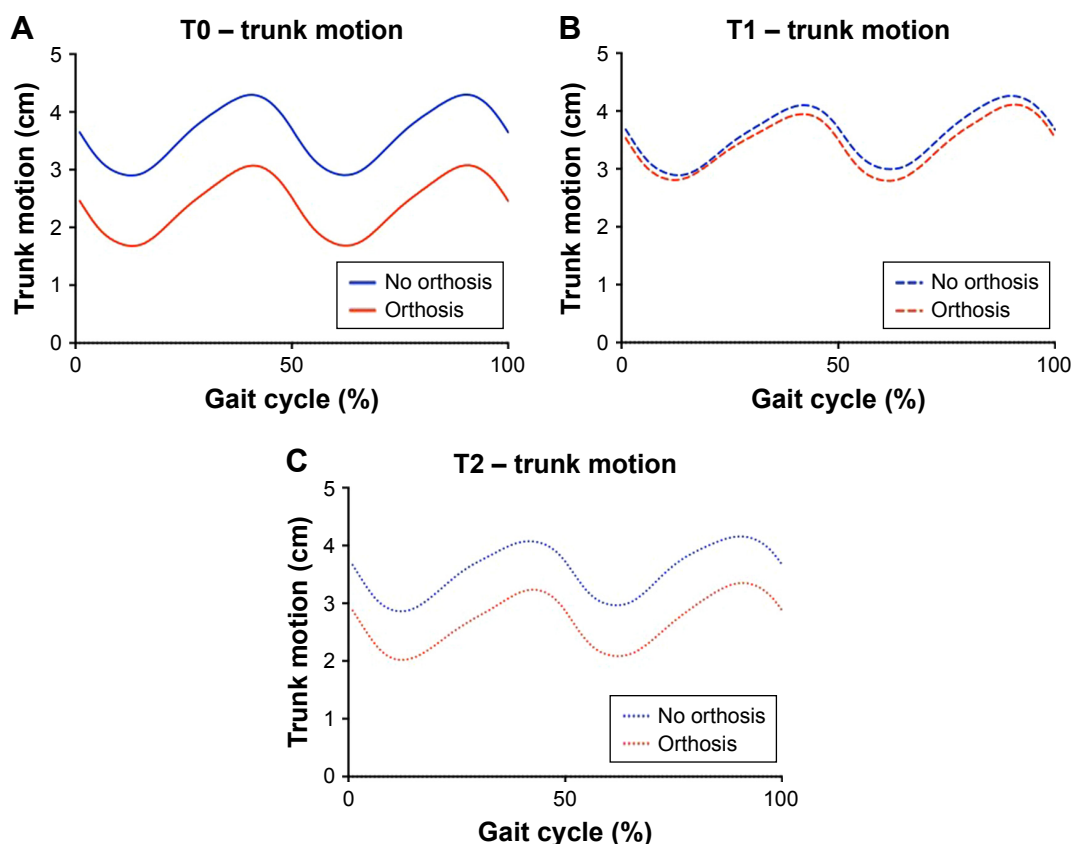 A
T0 – trunk motion
Trunk motion (cm)
5
4
3
2
1
0
No orthosis
Orthosis
0
50
100
Gait cycle (%)
B
T1 – trunk motion
Trunk motion (cm)
5
4
3
2
1
0
No orthosis
Orthosis
0
50
100
Gait cycle (%)
C
T2 – trunk motion
Trunk motion (cm)
5
4
3
2
1
0
No orthosis
Orthosis
0
50
100
Gait cycle (%)